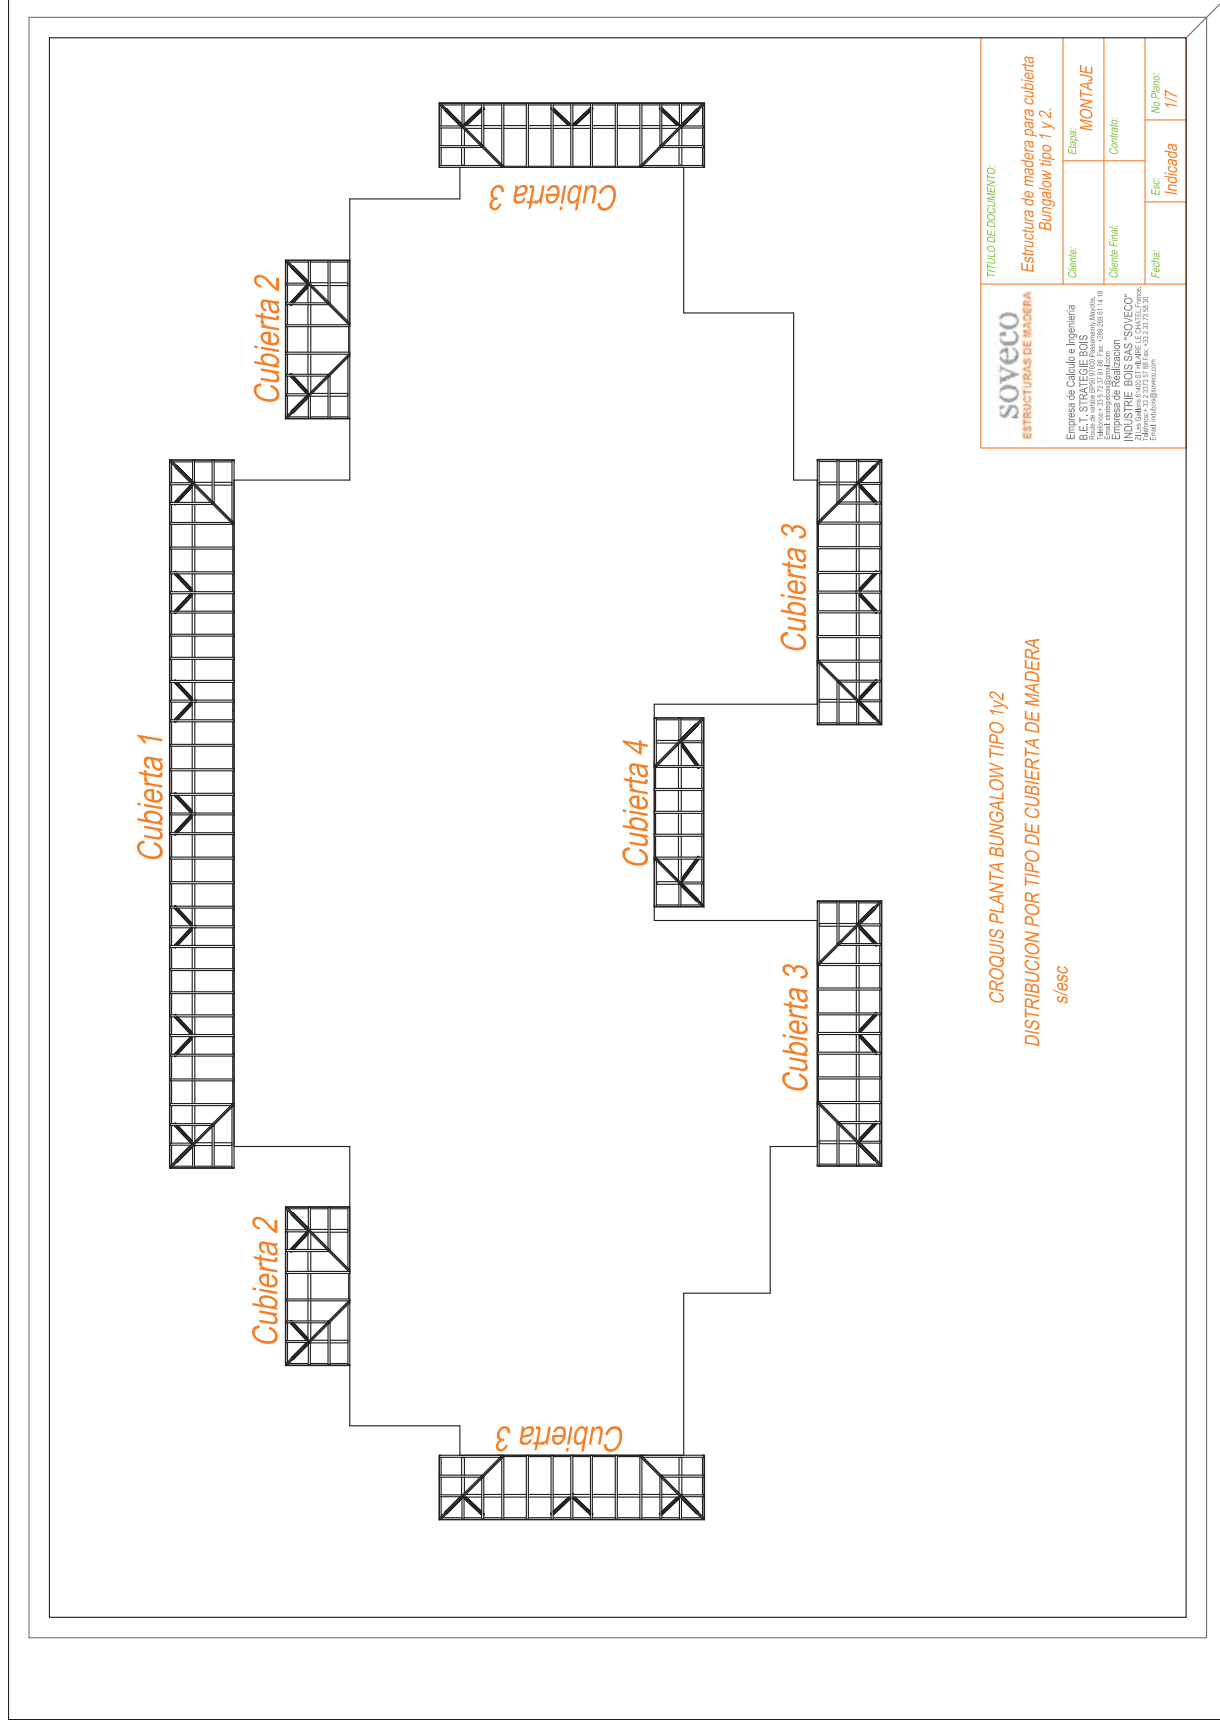 Cubierta 1
Cubierta 2
Cubierta 2
Cubierta 3
Cubierta 3
Cubierta 4
Cubierta 3
Cubierta 3
CROQUIS PLANTA BUNGALOW TIPO 1y2
DISTRIBUCION POR TIPO DE CUBIERTA DE MADERA
s/esc
SOVECO
ESTRUCTURAS DE MADERA
Empresa de Calculo e Ingenieria
B.E.T. STRATEGIE BOIS
Empresa de Realizacion
INDUSTRIE BOIS SAS "SOVECO"
TITULO DE DOCUMENTO:
Estructura de madera para cubierta
Bungalow tipo 1 y 2.
Cliente:
Etapa:
MONTAJE
Cliente Final:
Contrato:
Fecha:
Esc:
Indicada
No Plano:
1/7